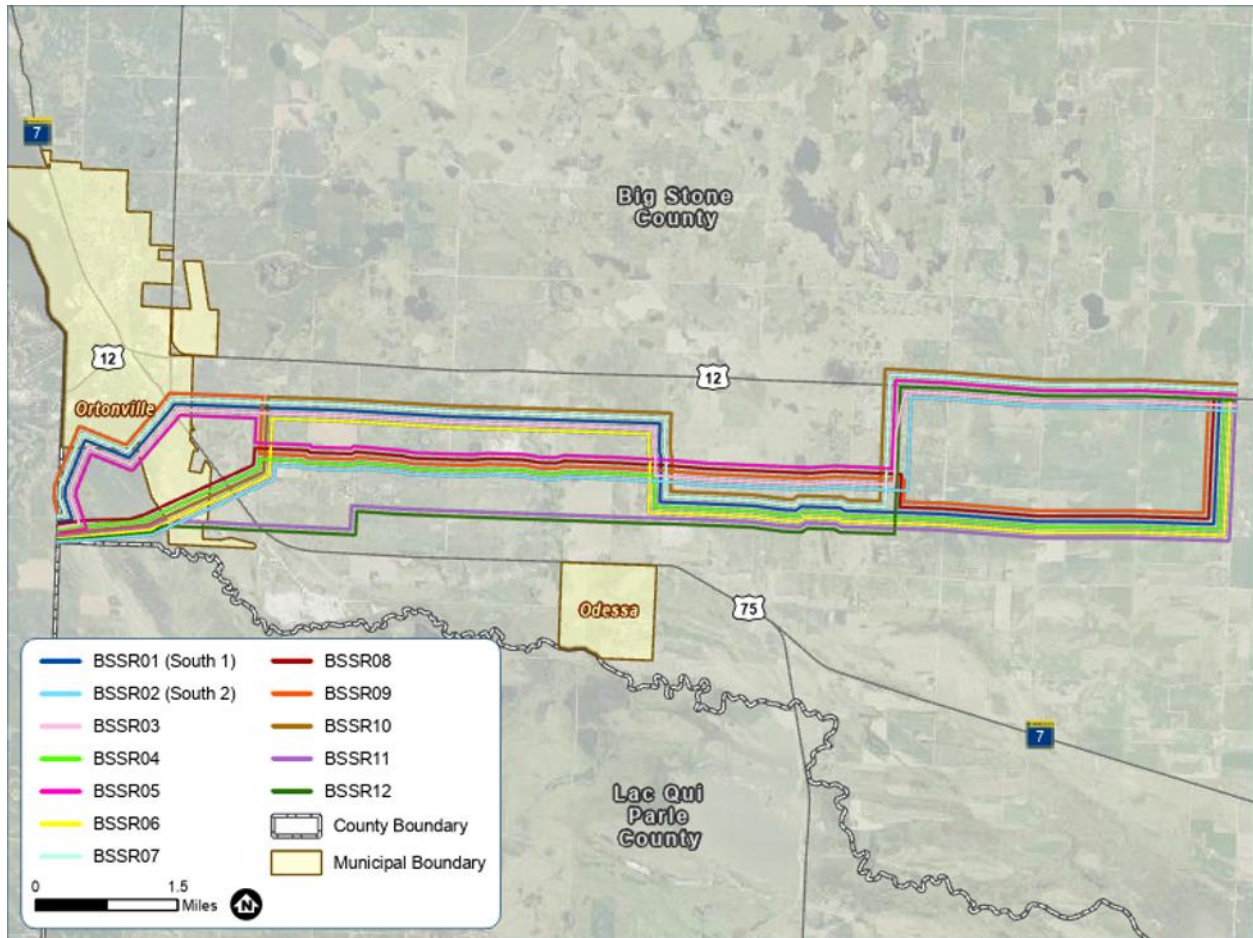 7
Big Stone
County
12
12
Ortonville
Odessa
75
7
Lac Qui
Parle
County
BSSR01 (South 1)
BSSR02 (South 2)
BSSR03
BSSR04
BSSR05
BSSR06
BSSR07
BSSR08
BSSR09
BSSR10
BSSR11
BSSR12
County Boundary
Municipal Boundary
0 1.5
Miles
N